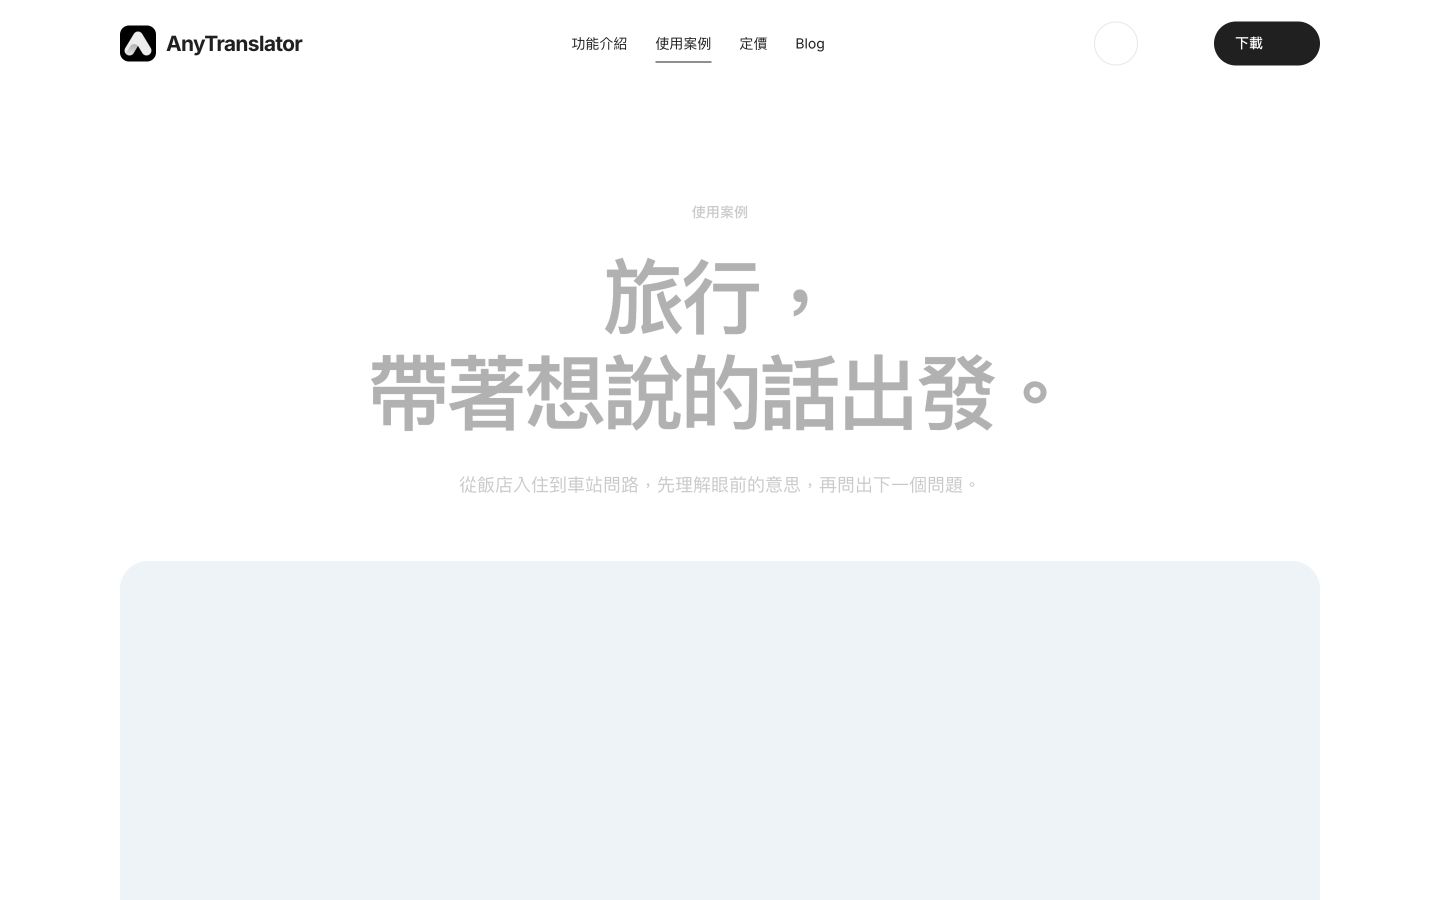 AnyTranslator
功能介紹
使用案例
定價
Blog
下載
使用案例
旅行，
帶著想說的話出發。
從飯店入住到車站問路，先理解眼前的意思，再問出下一個問題。